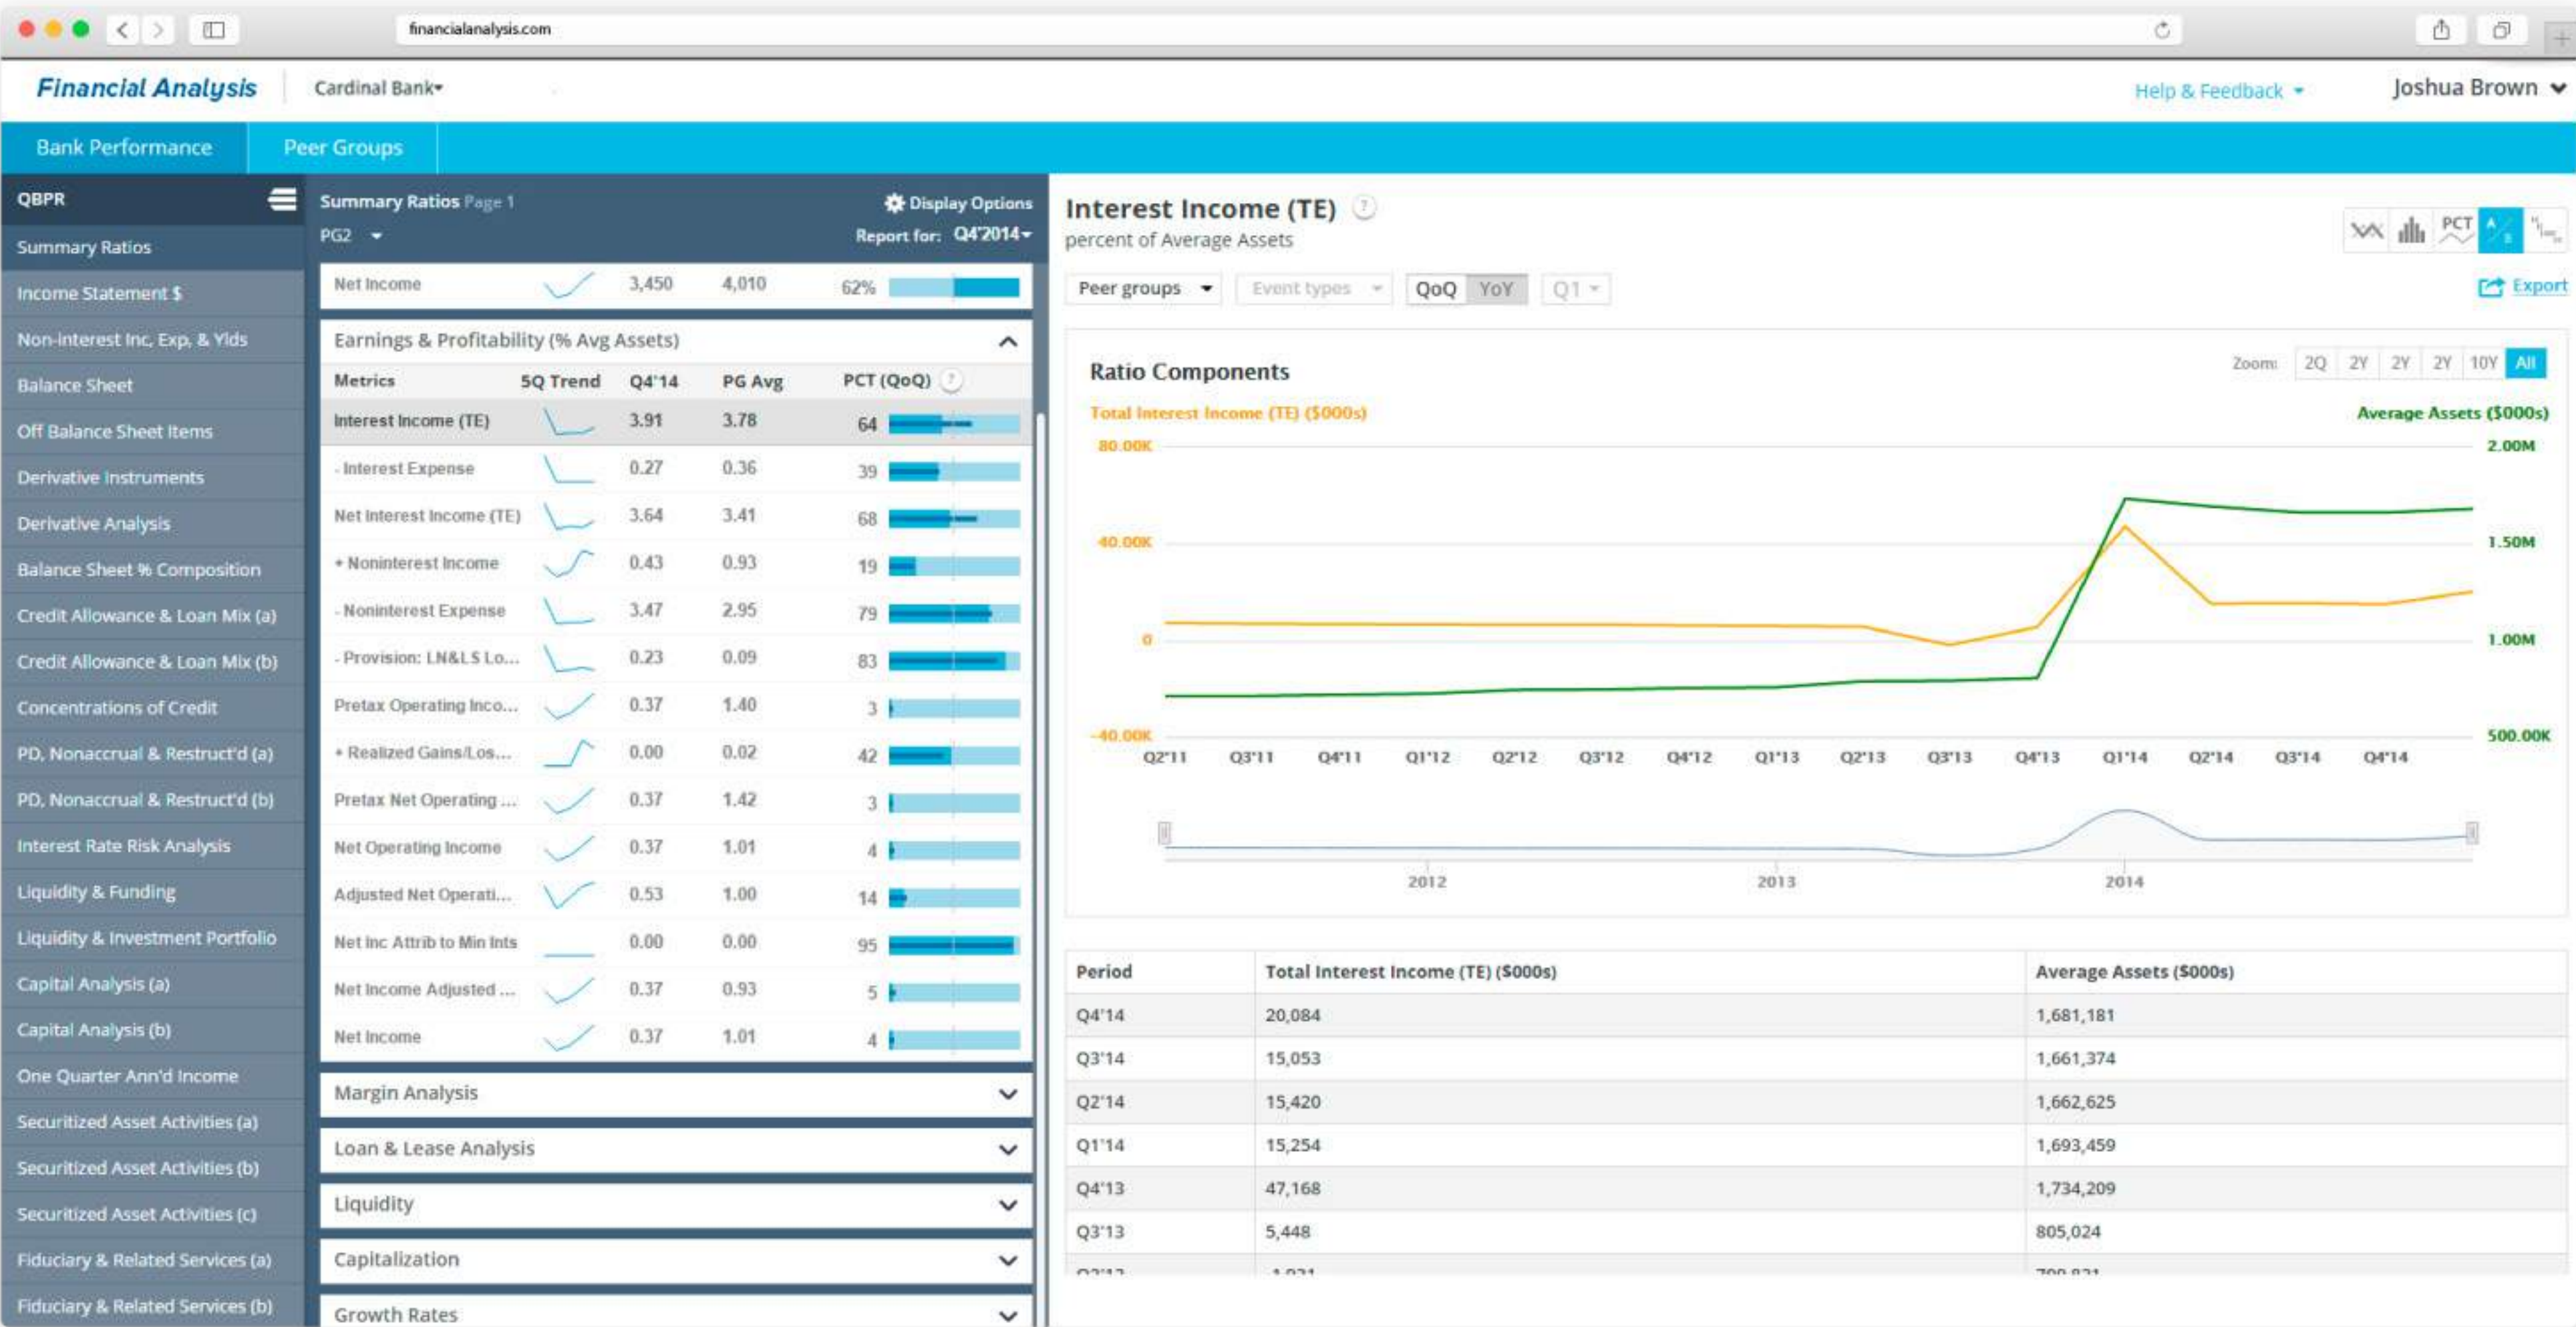 financialanalysis.com
Financial Analysis
Cardinal Bank
Help & Feedback
Joshua Brown
Bank Performance
Peer Groups
QBPR
Summary Ratios
Income Statement $
Non-interest Inc, Exp, & Ylds
Balance Sheet
Off Balance Sheet Items
Derivative Instruments
Derivative Analysis
Balance Sheet % Composition
Credit Allowance & Loan Mix (a)
Credit Allowance & Loan Mix (b)
Concentrations of Credit
PD, Nonaccrual & Restruct'd (a)
PD, Nonaccrual & Restruct'd (b)
Interest Rate Risk Analysis
Liquidity & Funding
Liquidity & Investment Portfolio
Capital Analysis (a)
Capital Analysis (b)
One Quarter Ann'd Income
Securitized Asset Activities (a)
Securitized Asset Activities (b)
Securitized Asset Activities (c)
Fiduciary & Related Services (a)
Fiduciary & Related Services (b)
Summary Ratios Page 1
Display Options
PG2
Report for: Q4'2014
Net Income 3,450 4,010 62%
Earnings & Profitability (% Avg Assets)
Metrics 5Q Trend Q4'14 PG Avg PCT (QoQ) ?
Interest Income (TE) 3.91 3.78 64
- Interest Expense 0.27 0.36 39
Net Interest Income (TE) 3.64 3.41 68
+ Noninterest Income 0.43 0.93 19
- Noninterest Expense 3.47 2.95 79
- Provision: LN&LS Lo... 0.23 0.09 83
Pretax Operating Inco... 0.37 1.40 3
+ Realized Gains/Los... 0.00 0.02 42
Pretax Net Operating ... 0.37 1.42 3
Net Operating Income 0.37 1.01 4
Adjusted Net Operati... 0.53 1.00 14
Net Inc Attrib to Min Ints 0.00 0.00 95
Net Income Adjusted ... 0.37 0.93 5
Net Income 0.37 1.01 4
Margin Analysis
Loan & Lease Analysis
Liquidity
Capitalization
Growth Rates
Interest Income (TE) ?
percent of Average Assets
PCT
Peer groups
Event types
QoQ YoY
Q1
Export
Ratio Components
Zoom: 2Q 2Y 2Y 2Y 10Y All
Total Interest Income (TE) ($000s)
Average Assets ($000s)
80.00K 2.00M
40.00K 1.50M
0 1.00M
-40.00K 500.00K
Q2'11 Q3'11 Q4'11 Q1'12 Q2'12 Q3'12 Q4'12 Q1'13 Q2'13 Q3'13 Q4'13 Q1'14 Q2'14 Q3'14 Q4'14
2012 2013 2014
Period Total Interest Income (TE) ($000s) Average Assets ($000s)
Q4'14 20,084 1,681,181
Q3'14 15,053 1,661,374
Q2'14 15,420 1,662,625
Q1'14 15,254 1,693,459
Q4'13 47,168 1,734,209
Q3'13 5,448 805,024